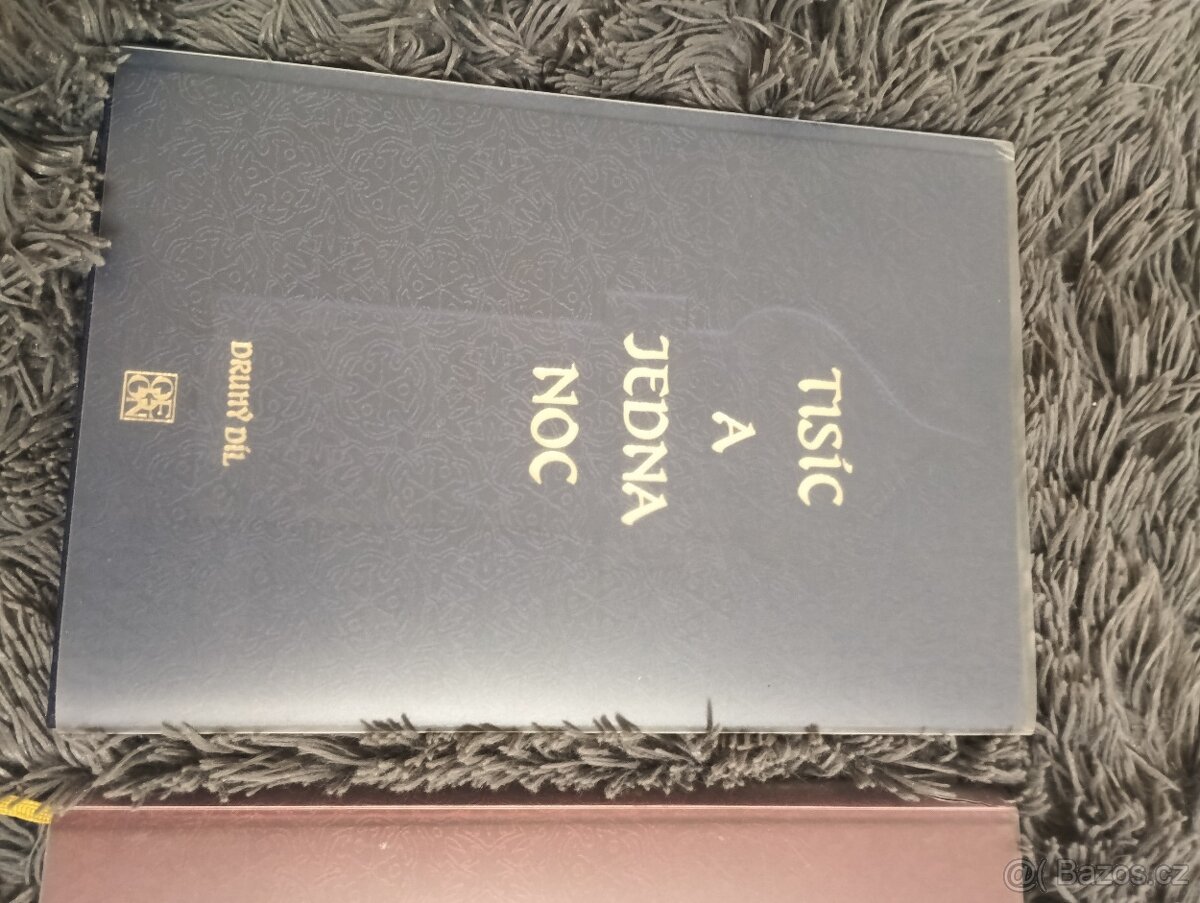 TISÍC
A
JEDNA
NOC
DRUHÝ DÍL
@( Bazos.cz